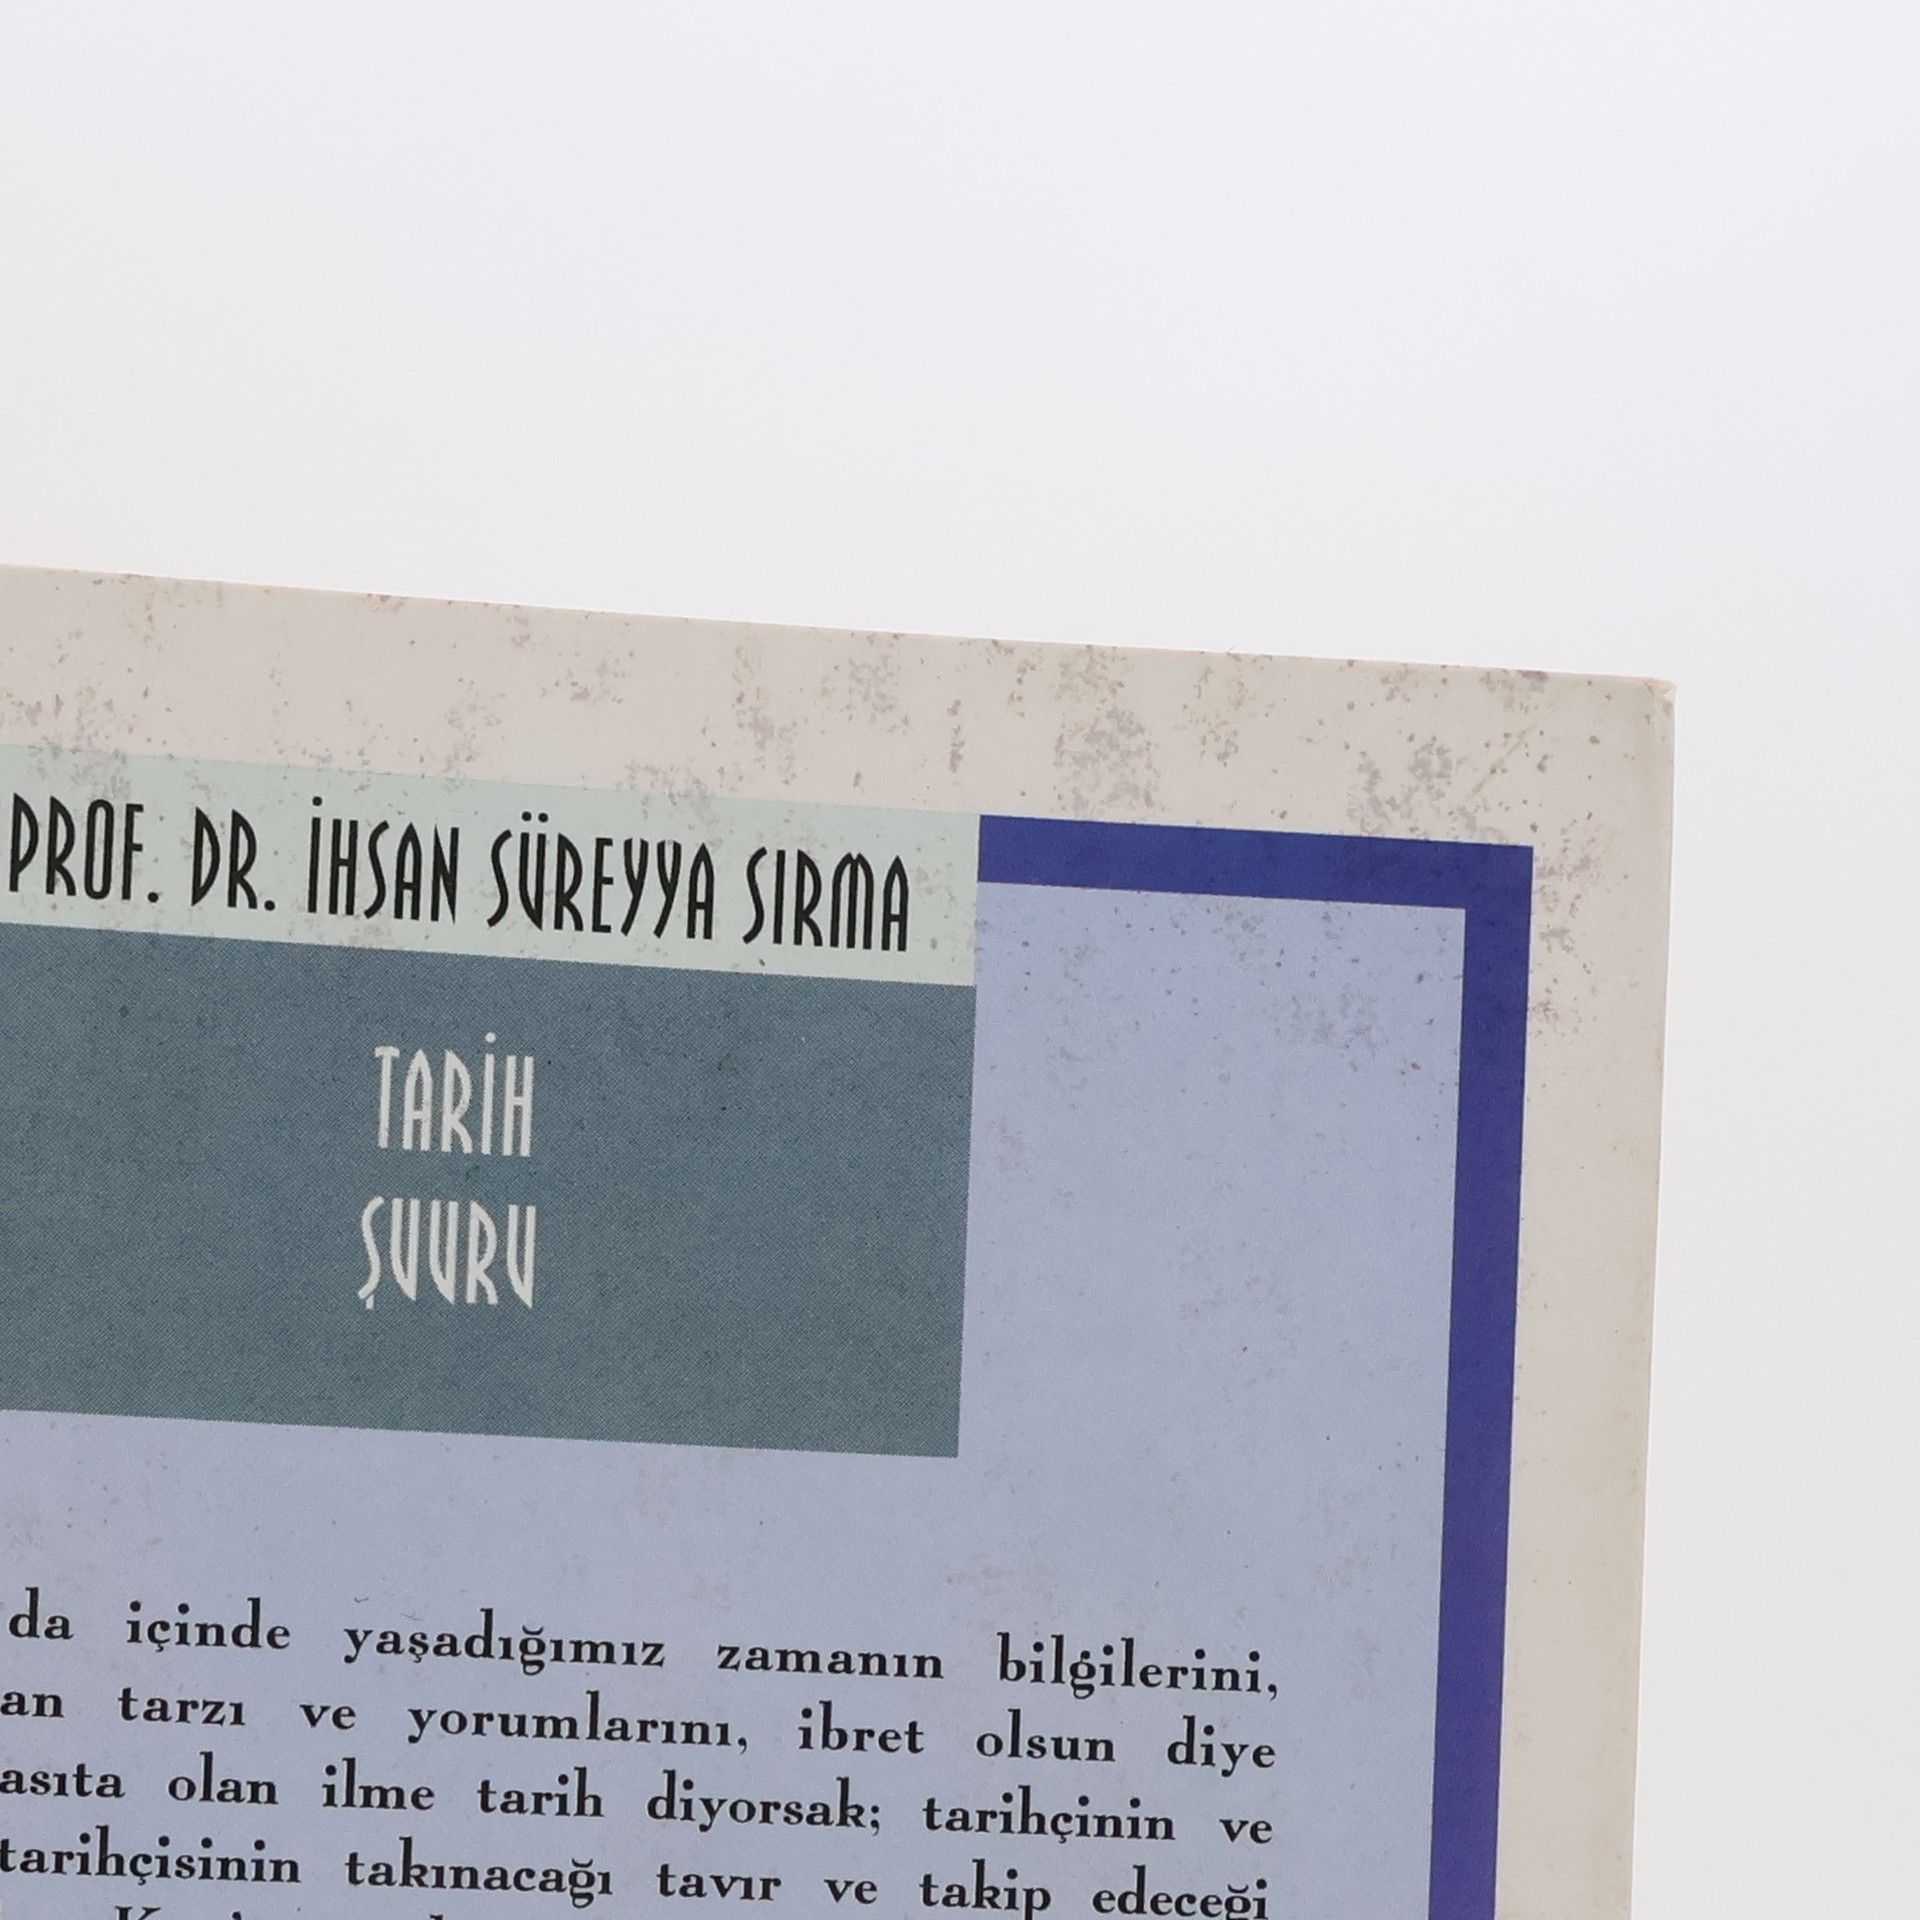 PROF. DR. İHSAN SÜREYYA SIRMA
TARİH
ŞUURU
da içinde yaşadığımız zamanın bilgilerini,
an tarzı ve yorumlarını, ibret olsun diye
asıta olan ilme tarih diyorsak; tarihçinin ve
tarihçisinin takınacağı tavır ve takip edeceği